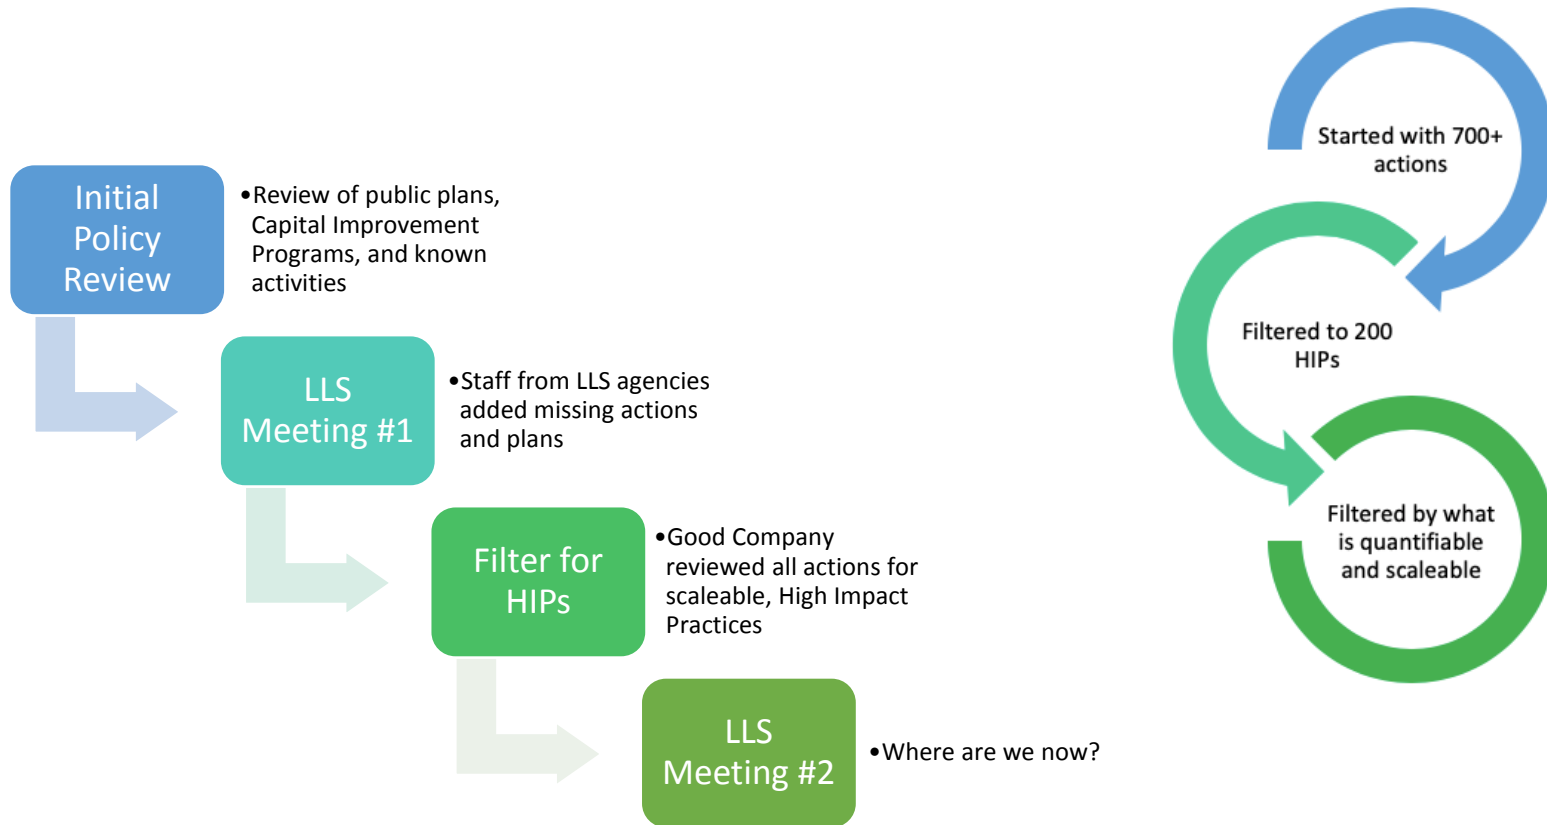 Initial
Policy
Review
•Review of public plans,
Capital Improvement
Programs, and known
activities
LLS
Meeting #1
•Staff from LLS agencies
added missing actions
and plans
Filter for
HIPs
•Good Company
reviewed all actions for
scaleable, High Impact
Practices
LLS
Meeting #2
•Where are we now?
Started with 700+
actions
Filtered to 200
HIPs
Filtered by what
is quantifiable
and scaleable